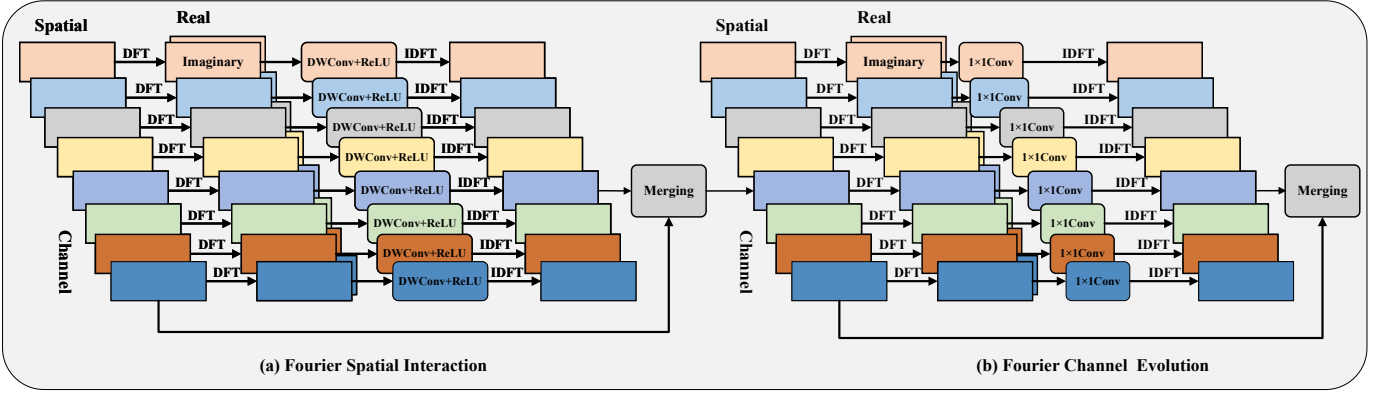 Spatial Real Spatial Real
DFT Imaginary DWConv+ReLU IDFT DFT Imaginary 1×1Conv IDFT
DFT DWConv+ReLU IDFT DFT 1×1Conv IDFT
DFT DWConv+ReLU IDFT DFT 1×1Conv IDFT
DFT DWConv+ReLU IDFT DFT 1×1Conv IDFT
DFT DWConv+ReLU IDFT Merging DFT 1×1Conv IDFT Merging
DFT DWConv+ReLU IDFT DFT 1×1Conv IDFT
Channel DFT DWConv+ReLU IDFT Channel DFT 1×1Conv IDFT
DFT DWConv+ReLU IDFT DFT 1×1Conv IDFT
(a) Fourier Spatial Interaction (b) Fourier Channel Evolution